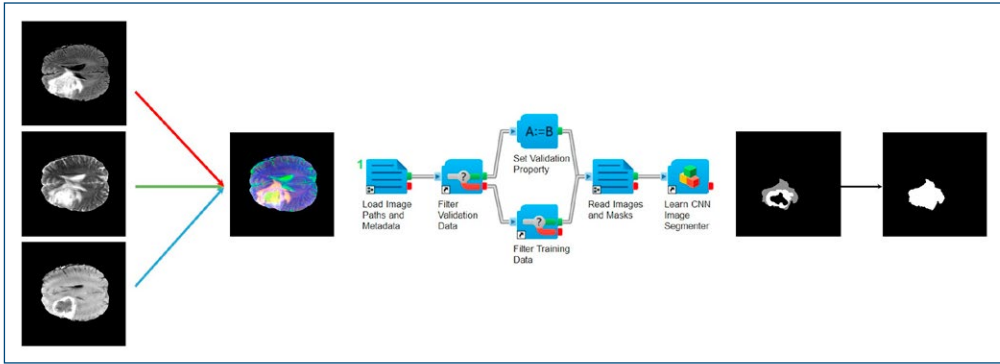 1
Load Image
Paths and
Metadata
?
Filter
Validation
Data
A:=B
Set Validation
Property
?
Filter Training
Data
Read Images
and Masks
Learn CNN
Image
Segmenter